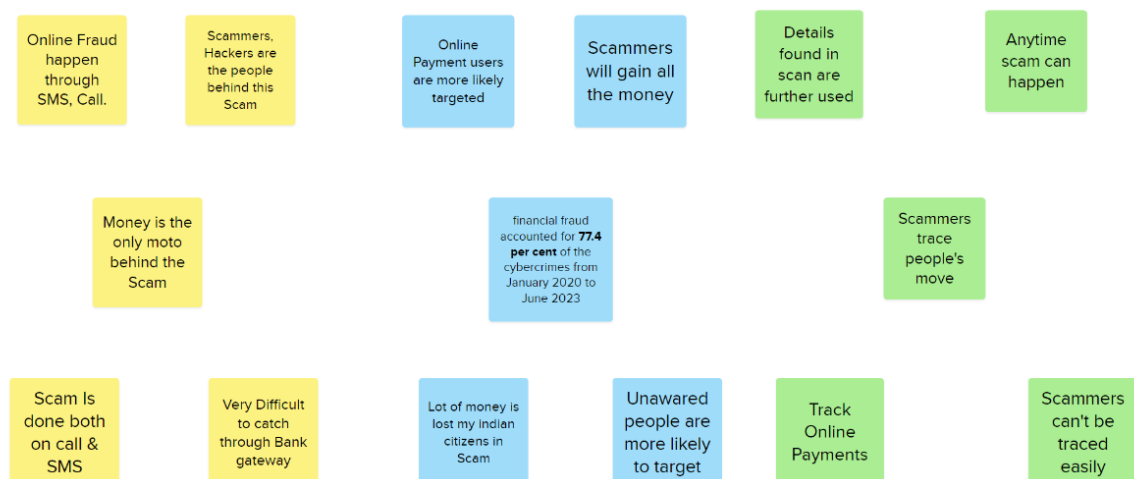 Online Fraud
happen
through
SMS, Call.
Scammers,
Hackers are
the people
behind this
Scam
Online
Payment users
are more likely
targeted
Scammers
will gain all
the money
Details
found in
scan are
further used
Anytime
scam can
happen
Money is the
only moto
behind the
Scam
financial fraud
accounted for 77.4
per cent of the
cybercrimes from
January 2020 to
June 2023
Scammers
trace
people's
move
Scam Is
done both
on call &
SMS
Very Difficult
to catch
through Bank
gateway
Lot of money is
lost my indian
citizens in
Scam
Unawared
people are
more likely
to target
Track
Online
Payments
Scammers
can't be
traced
easily